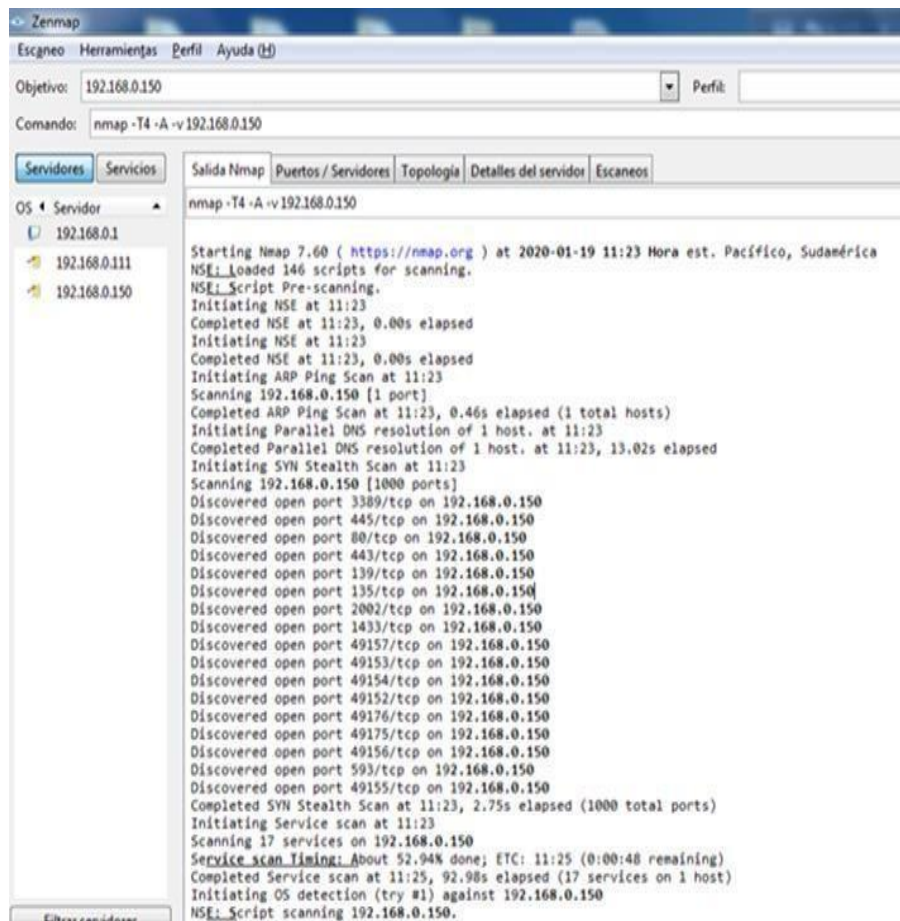 Zenmap
Escaneo Herramientas Perfil Ayuda (H)
Objetivo: 192.168.0.150 Perfil:
Comando: nmap -T4 -A -v 192.168.0.150
Servidores Servicios
Salida Nmap Puertos / Servidores Topología Detalles del servidor Escaneos
OS Servidor
192.168.0.1
192.168.0.111
192.168.0.150
nmap -T4 -A -v 192.168.0.150
Starting Nmap 7.60 ( https://nmap.org ) at 2020-01-19 11:23 Hora est. Pacífico, Sudamérica
NSE: Loaded 146 scripts for scanning.
NSE: Script Pre-scanning.
Initiating NSE at 11:23
Completed NSE at 11:23, 0.00s elapsed
Initiating NSE at 11:23
Completed NSE at 11:23, 0.00s elapsed
Initiating ARP Ping Scan at 11:23
Scanning 192.168.0.150 [1 port]
Completed ARP Ping Scan at 11:23, 0.46s elapsed (1 total hosts)
Initiating Parallel DNS resolution of 1 host. at 11:23
Completed Parallel DNS resolution of 1 host. at 11:23, 13.02s elapsed
Initiating SYN Stealth Scan at 11:23
Scanning 192.168.0.150 [1000 ports]
Discovered open port 3389/tcp on 192.168.0.150
Discovered open port 445/tcp on 192.168.0.150
Discovered open port 80/tcp on 192.168.0.150
Discovered open port 443/tcp on 192.168.0.150
Discovered open port 139/tcp on 192.168.0.150
Discovered open port 135/tcp on 192.168.0.150
Discovered open port 2002/tcp on 192.168.0.150
Discovered open port 1433/tcp on 192.168.0.150
Discovered open port 49157/tcp on 192.168.0.150
Discovered open port 49153/tcp on 192.168.0.150
Discovered open port 49154/tcp on 192.168.0.150
Discovered open port 49152/tcp on 192.168.0.150
Discovered open port 49176/tcp on 192.168.0.150
Discovered open port 49175/tcp on 192.168.0.150
Discovered open port 49156/tcp on 192.168.0.150
Discovered open port 593/tcp on 192.168.0.150
Discovered open port 49155/tcp on 192.168.0.150
Completed SYN Stealth Scan at 11:23, 2.75s elapsed (1000 total ports)
Initiating Service scan at 11:23
Scanning 17 services on 192.168.0.150
Service scan Timing: About 52.94% done; ETC: 11:25 (0:00:48 remaining)
Completed Service scan at 11:25, 92.98s elapsed (17 services on 1 host)
Initiating OS detection (try #1) against 192.168.0.150
NSE: Script scanning 192.168.0.150.
Filtrar servidores